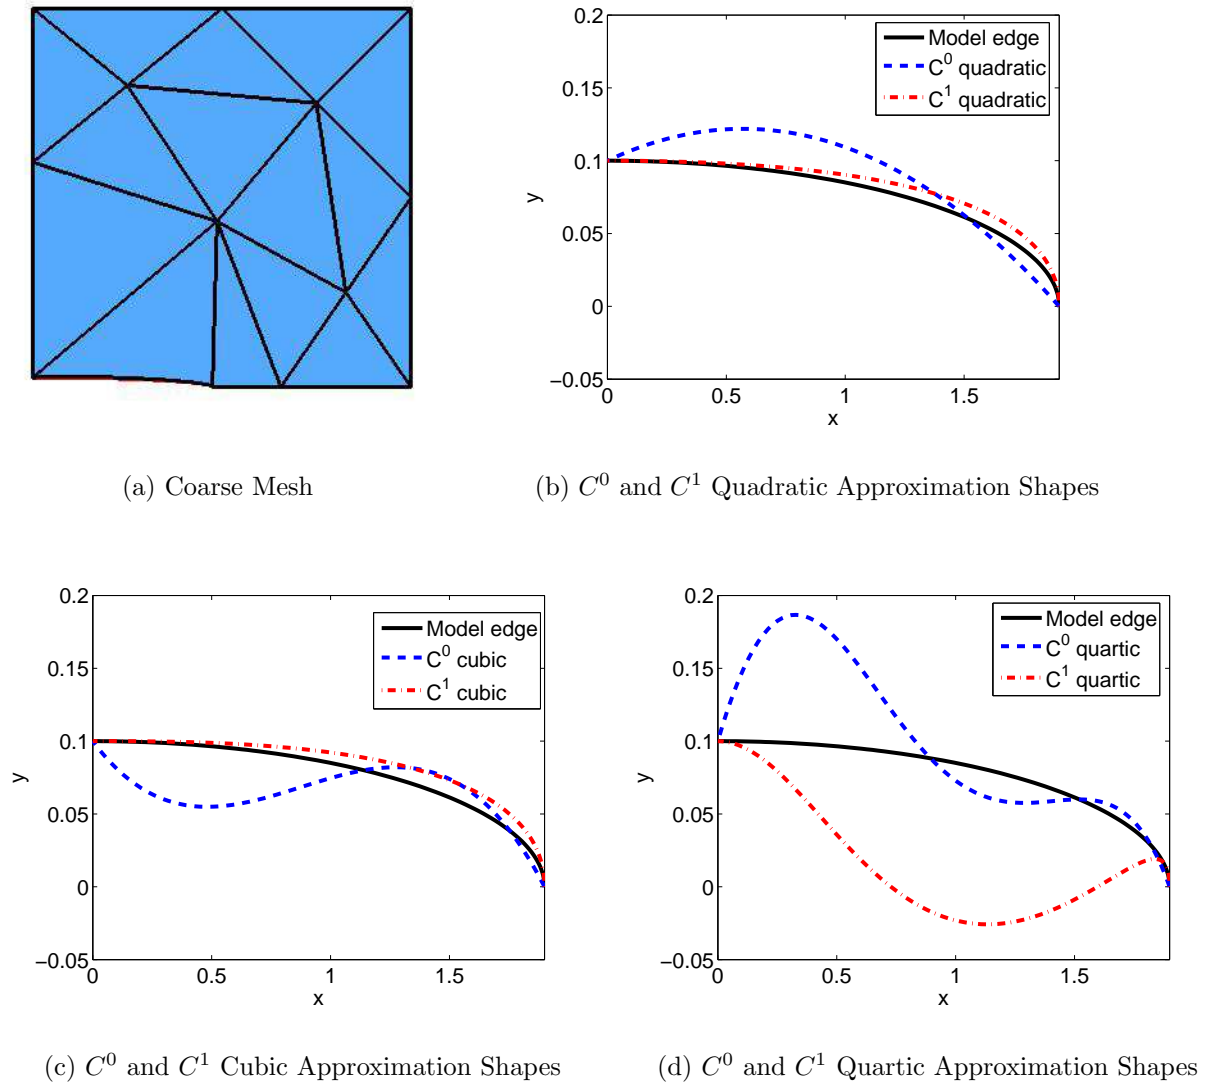 0.2
0.15
0.1
0.05
0
−0.05
0
0.5
1
1.5
x
y
Model edge
C⁰ quadratic
C¹ quadratic
(a) Coarse Mesh
(b) C⁰ and C¹ Quadratic Approximation Shapes
0.2
0.15
0.1
0.05
0
−0.05
0
0.5
1
1.5
x
y
Model edge
C⁰ cubic
C¹ cubic
0.2
0.15
0.1
0.05
0
−0.05
0
0.5
1
1.5
x
y
Model edge
C⁰ quartic
C¹ quartic
(c) C⁰ and C¹ Cubic Approximation Shapes
(d) C⁰ and C¹ Quartic Approximation Shapes